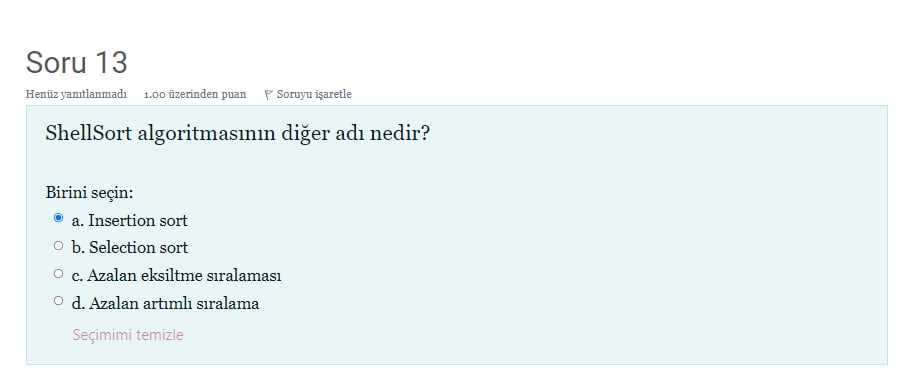 Soru 13
Henüz yanıtlanmadı 1.00 üzerinden puan Soruyu işaretle
ShellSort algoritmasının diğer adı nedir?
Birini seçin:
a. Insertion sort
b. Selection sort
c. Azalan eksiltme sıralaması
d. Azalan artımlı sıralama
Seçimimi temizle